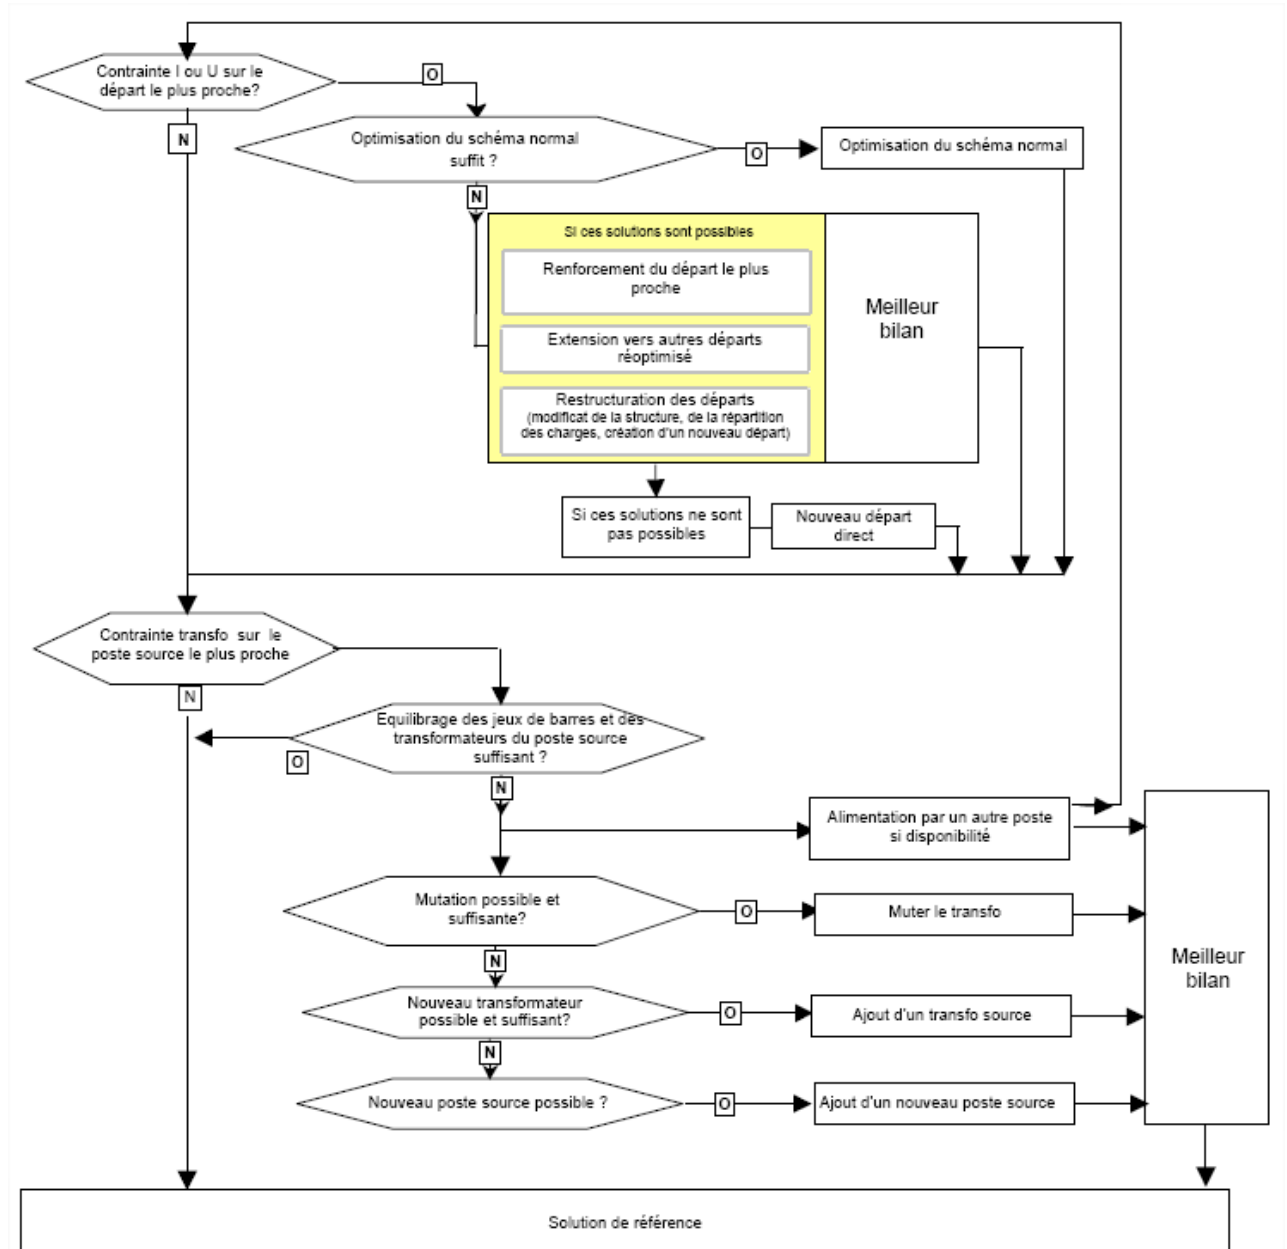 Contrainte I ou U sur le
départ le plus proche?
O
N
Optimisation du schéma normal
suffit ?
O
Optimisation du schéma normal
N
Si ces solutions sont possibles
Renforcement du départ le plus
proche
Extension vers autres départs
réoptimisé
Restructuration des départs
(modificat de la structure, de la répartition
des charges, création d'un nouveau départ)
Meilleur
bilan
Si ces solutions ne sont
pas possibles
Nouveau départ
direct
Contrainte transfo sur le
poste source le plus proche
N
Equilibrage des jeux de barres et des
transformateurs du poste source
suffisant ?
O
N
Alimentation par un autre poste
si disponibilité
Mutation possible et
suffisante?
O
Muter le transfo
N
Nouveau transformateur
possible et suffisant?
O
Ajout d'un transfo source
N
Nouveau poste source possible ?
O
Ajout d'un nouveau poste source
Meilleur
bilan
Solution de référence